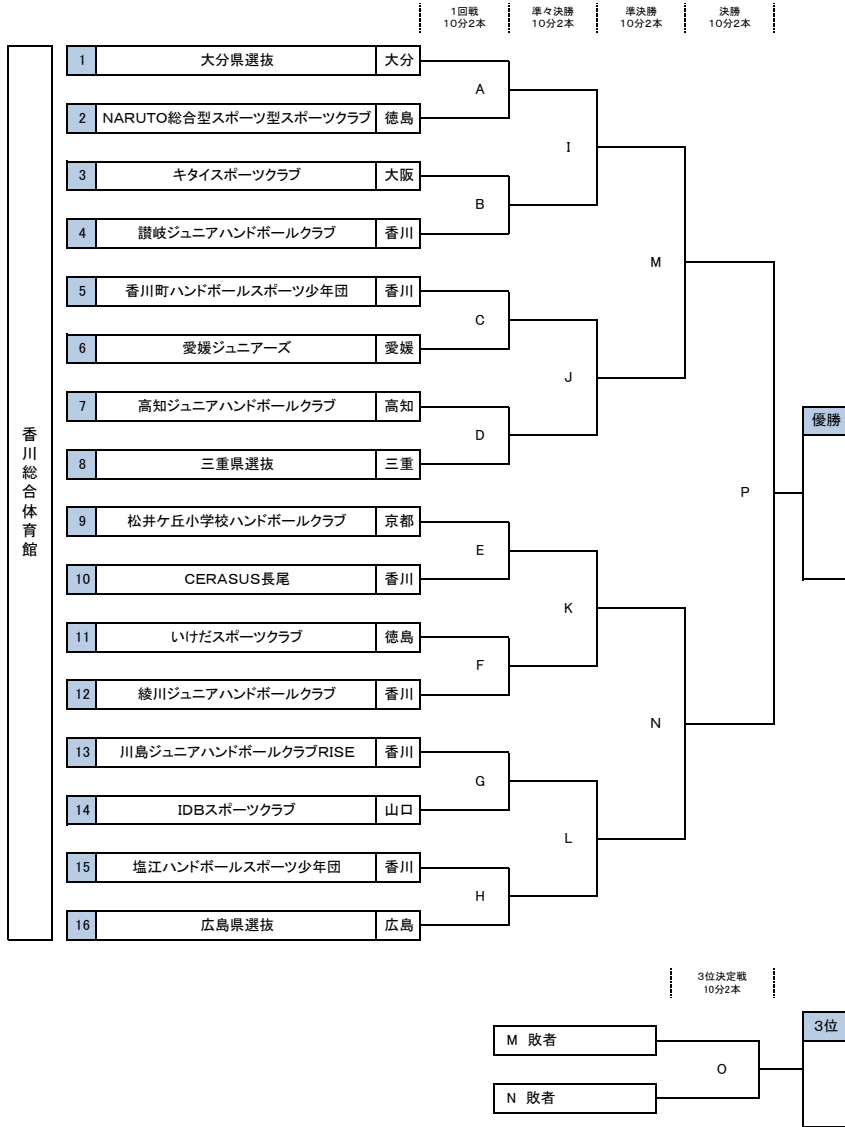 1回戦 準々決勝 準決勝 決勝
10分2本 10分2本 10分2本 10分2本
香川総合体育館
1 大分県選抜 大分
A
2 NARUTO総合型スポーツ型スポーツクラブ 徳島
I
3 キタイスポーツクラブ 大阪
B
4 讃岐ジュニアハンドボールクラブ 香川
M
5 香川町ハンドボールスポーツ少年団 香川
C
6 愛媛ジュニアーズ 愛媛
J
7 高知ジュニアハンドボールクラブ 高知
優勝
D
8 三重県選抜 三重
P
9 松井ケ丘小学校ハンドボールクラブ 京都
E
10 CERASUS長尾 香川
K
11 いけだスポーツクラブ 徳島
F
12 綾川ジュニアハンドボールクラブ 香川
N
13 川島ジュニアハンドボールクラブRISE 香川
G
14 IDBスポーツクラブ 山口
L
15 塩江ハンドボールスポーツ少年団 香川
H
16 広島県選抜 広島
3位決定戦
10分2本
3位
M 敗者
O
N 敗者